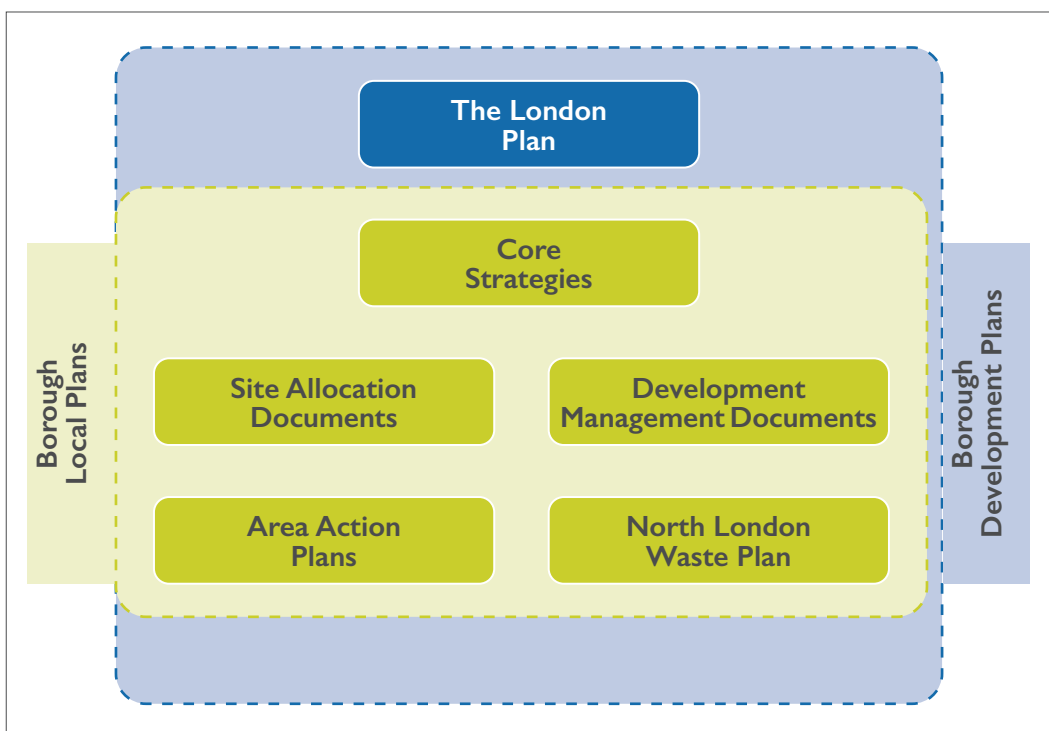 The London
Plan
Core
Strategies
Site Allocation
Documents
Development
Management Documents
Area Action
Plans
North London
Waste Plan
Borough
Local Plans
Borough
Development Plans